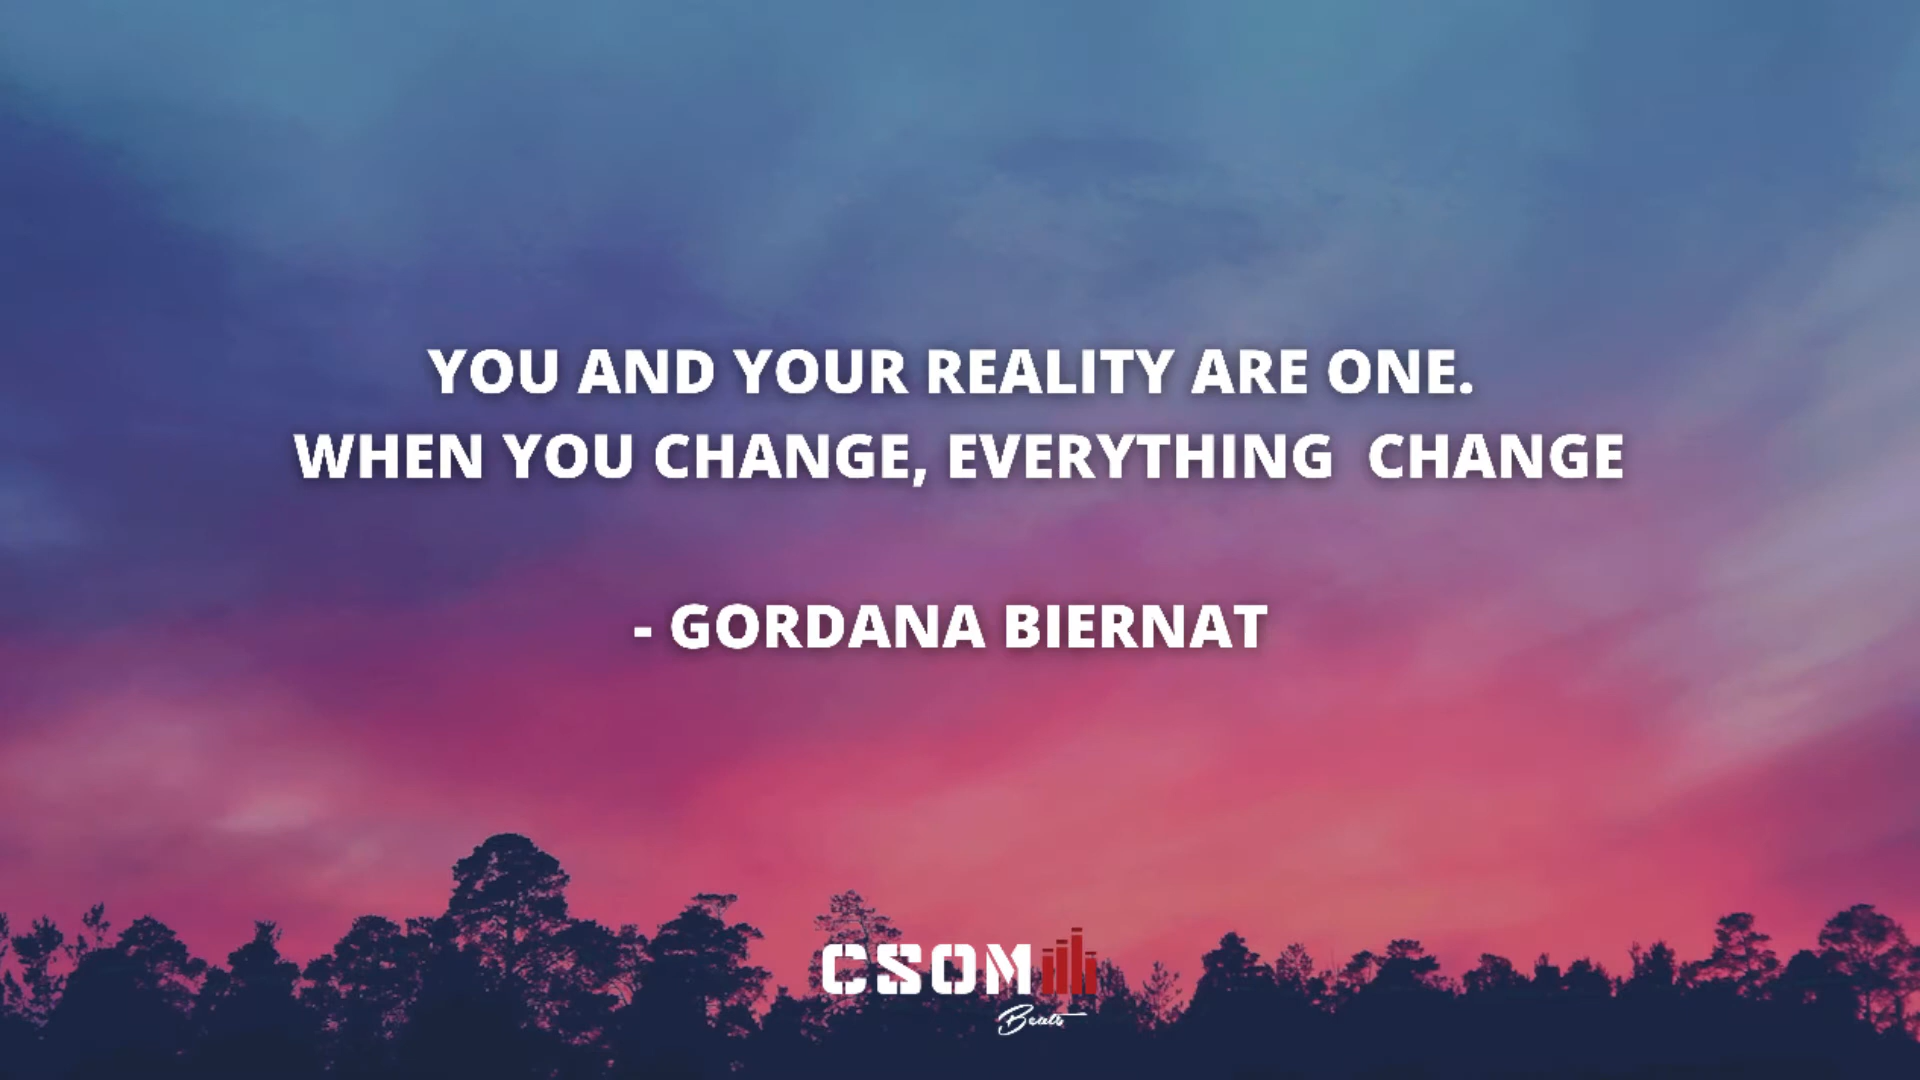 YOU AND YOUR REALITY ARE ONE.
WHEN YOU CHANGE, EVERYTHING  CHANGE
- GORDANA BIERNAT
CSOM
Beats